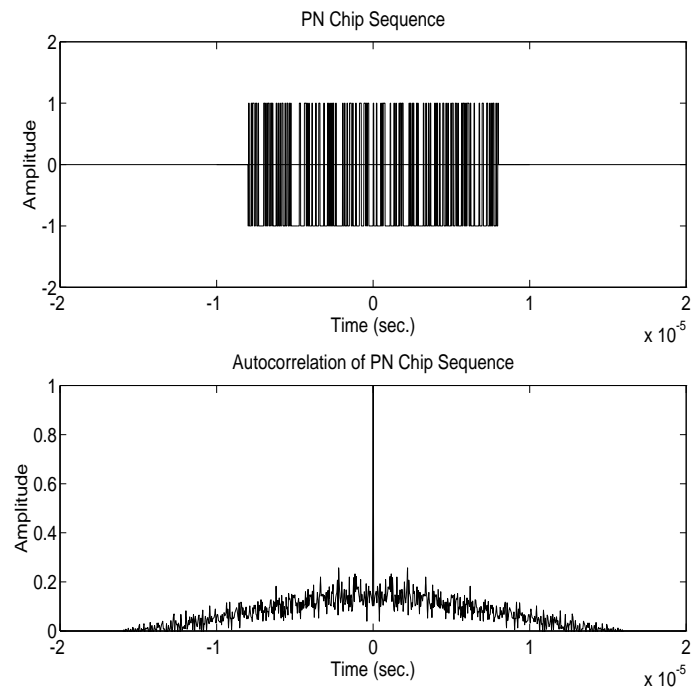 PN Chip Sequence
2
1
0
-1
-2
Amplitude
-2
-1
0
1
2
Time (sec.)
x 10^-5
Autocorrelation of PN Chip Sequence
1
0.8
0.6
0.4
0.2
0
Amplitude
-2
-1
0
1
2
Time (sec.)
x 10^-5